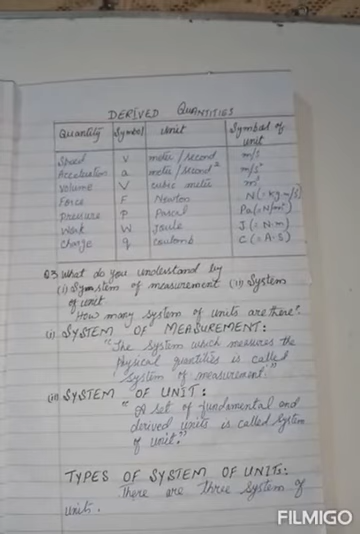 DERIVED QUANTITIES
Quantity Symbol Unit Symbol of unit
Speed v meter/second m/s
Acceleration a meter/second² m/s²
Volume V cubic meter m³
Force F Newton N(=kg m/s
Pressure P Pascal Pa(=N/m²)
Work W Joule J (=N.m)
Charge q coulomb C (=A.S)
Q3 What do you understand by
(i) System of measurement (ii) System
of unit
How many system of units are there?
(i) SYSTEM OF MEASUREMENT:
"The system which measures the
physical quantities is called
system of measurement."
(ii) SYSTEM OF UNIT:
"A set of fundamental and
derived units is called system
of unit."
TYPES OF SYSTEM OF UNITS:
There are three system of
units.
FILMIGO